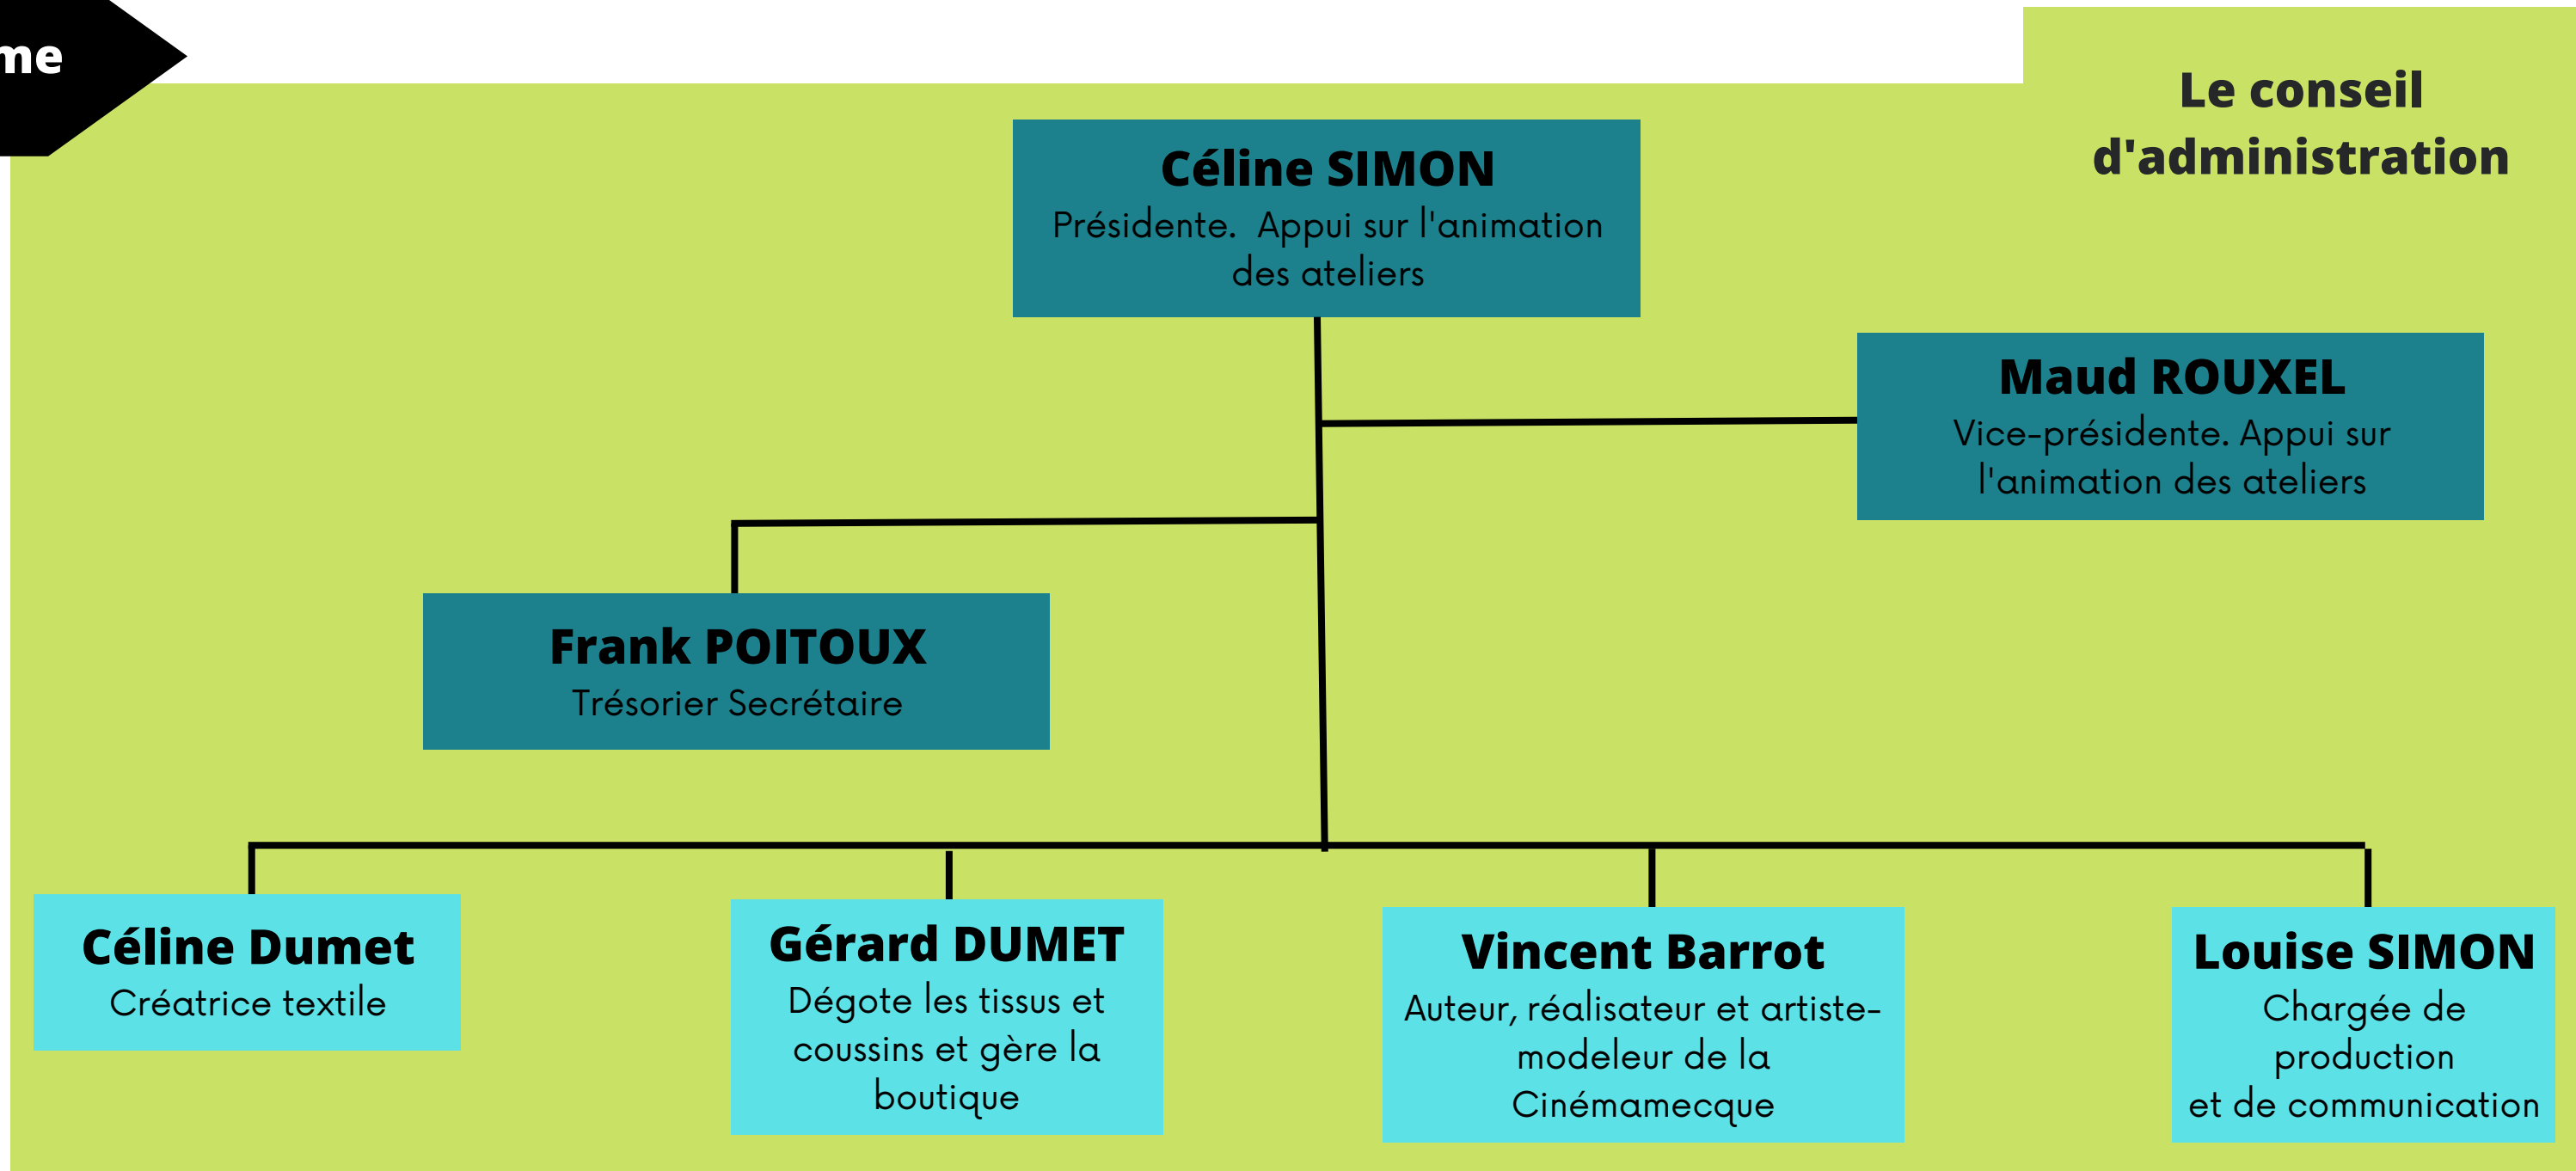 me
Le conseil
d'administration
Céline SIMON
Présidente.  Appui sur l'animation
des ateliers
Maud ROUXEL
Vice-présidente. Appui sur
l'animation des ateliers
Frank POITOUX
Trésorier Secrétaire
Céline Dumet
Créatrice textile
Gérard DUMET
Dégote les tissus et
coussins et gère la
boutique
Vincent Barrot
Auteur, réalisateur et artiste-
modeleur de la
Cinémamecque
Louise SIMON
Chargée de
production
et de communication